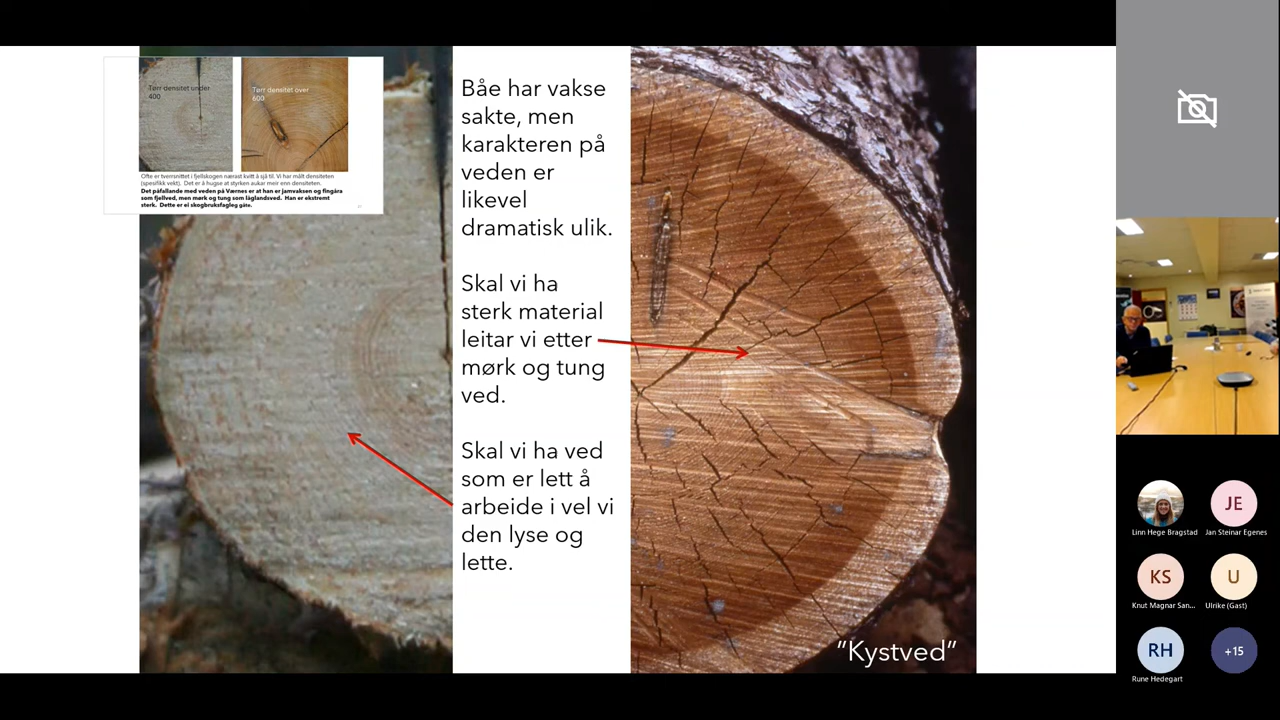 Tørr densitet under
400
Tørr densitet over
600
Ofte er tverrsnittet i fjellskogen nærast kvitt å sjå til. Vi har målt densiteten
(spesifikk vekt). Det er å hugse at styrken aukar meir enn densiteten.
Det påfallande med veden på Værnes er at han er jamvaksen og fingåra
som fjellved, men mørk og tung som låglandsved. Han er ekstremt
sterk. Dette er ei skogbruksfagleg gåte.
Båe har vakse
sakte, men
karakteren på
veden er
likevel
dramatisk ulik.
Skal vi ha
sterk material
leitar vi etter
mørk og tung
ved.
Skal vi ha ved
som er lett å
arbeide i vel vi
den lyse og
lette.
"Kystved"
Linn Hege Bragstad
JE
Jan Steinar Egenes
KS
Knut Magnar San...
U
Ulrike (Gast)
RH
Rune Hedegart
+15